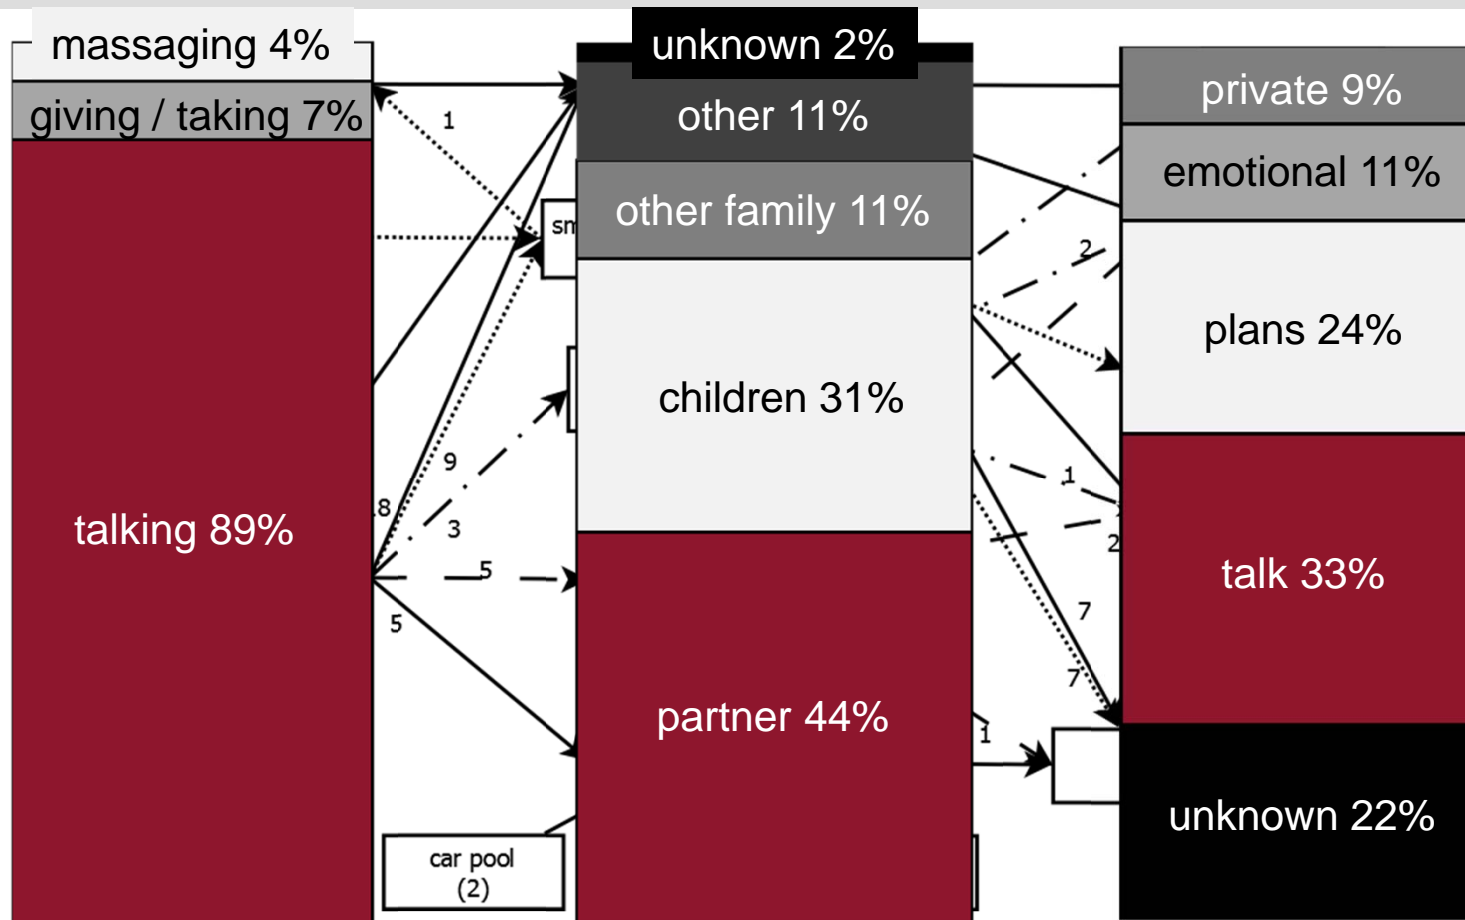 massaging 4%
giving / taking 7%
talking 89%
1
9
3
5
5
car pool
(2)
unknown 2%
other 11%
other family 11%
children 31%
partner 44%
2
1
2
7
7
1
private 9%
emotional 11%
plans 24%
talk 33%
unknown 22%